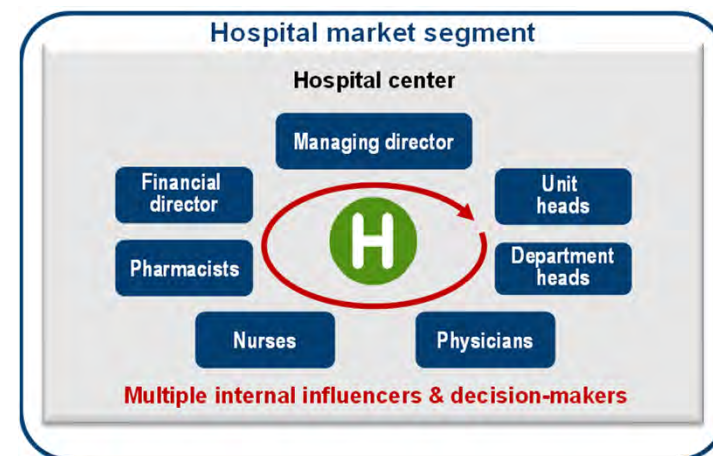 Hospital market segment
Hospital center
Managing director
Financial
director
Unit
heads
H
Pharmacists
Department
heads
Nurses
Physicians
Multiple internal influencers & decision-makers